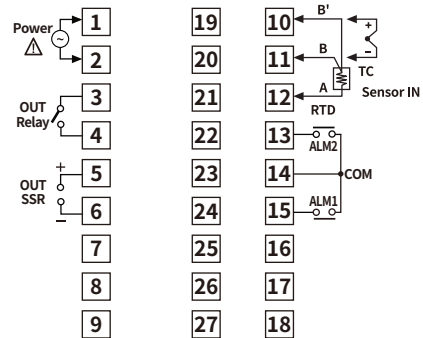 Power 1 19 10 B' +
~ 2 20 11 B −
TC
OUT Relay 3 21 12 A Sensor IN
RTD
4 22 13 ALM2
OUT SSR + 5 23 14 COM
− 6 24 15 ALM1
7 25 16
8 26 17
9 27 18